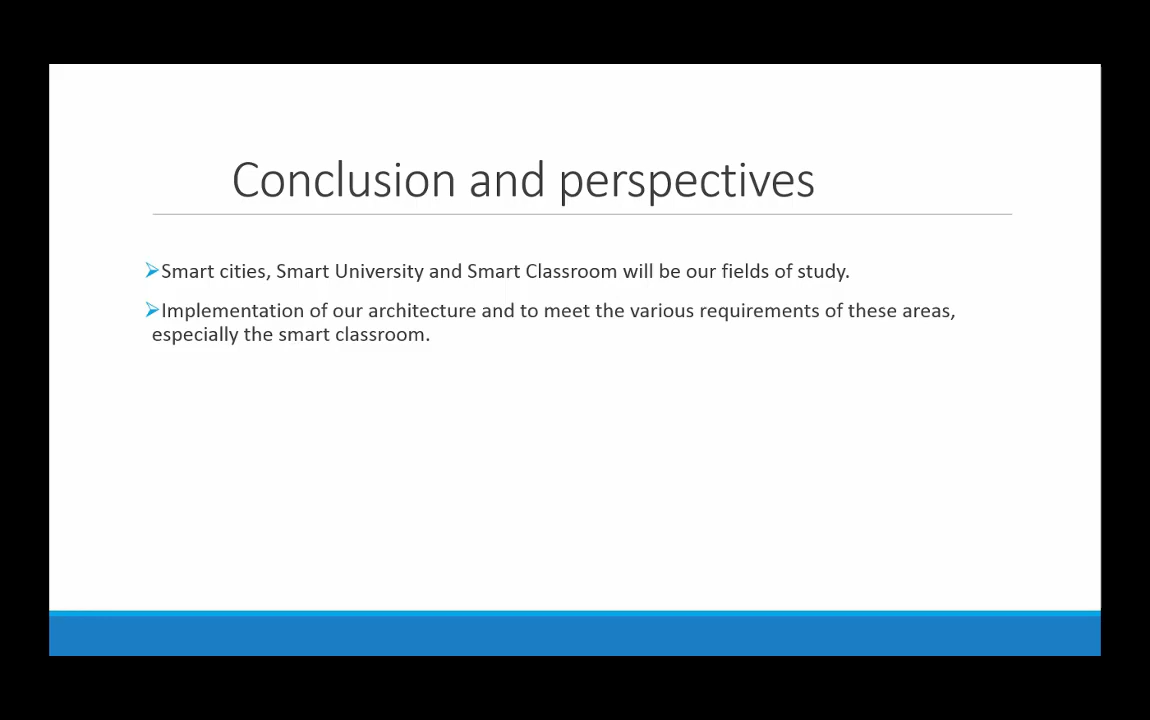 Conclusion and perspectives
➢Smart cities, Smart University and Smart Classroom will be our fields of study.
➢Implementation of our architecture and to meet the various requirements of these areas,
especially the smart classroom.